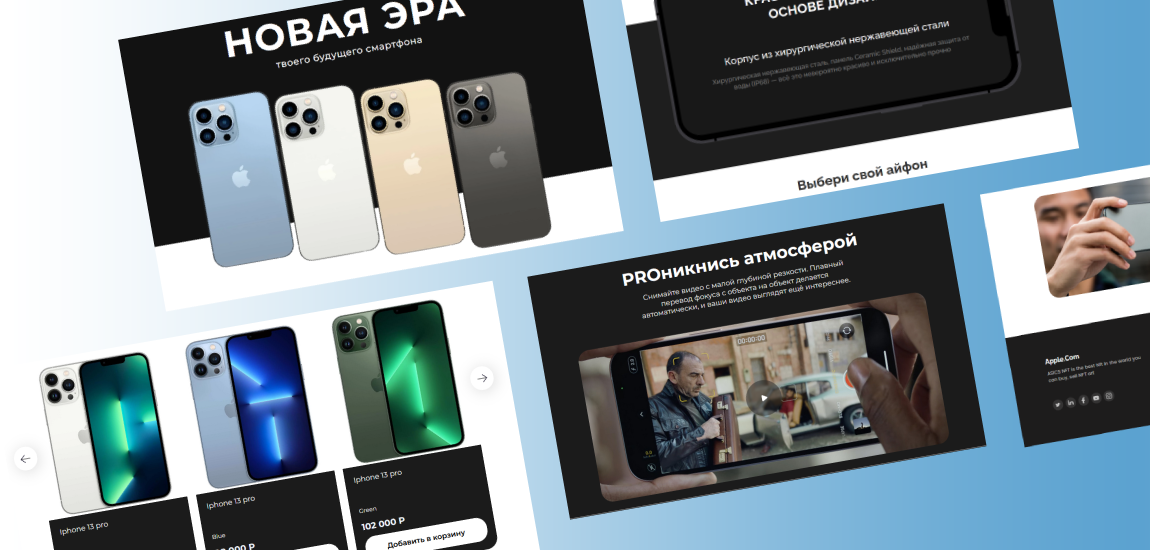 НОВАЯ ЭРА
твоего будущего смартфона
ОСНОВЕ ДИЗАЙ
Корпус из хирургической нержавеющей стали
Хирургическая нержавеющая сталь, панель Ceramic Shield, надёжная защита от
воды (IP68) — всё это невероятно красиво и исключительно прочно
Выбери свой айфон
PROникнись атмосферой
Снимайте видео с малой глубиной резкости. Плавный
перевод фокуса с объекта на объект делается
автоматически, и ваши видео выглядят ещё интереснее.
00:00:00
Apple.Com
ASICS NFT is the best nft in the world you
can buy, sell NFT art
Iphone 13 pro
Iphone 13 pro
Blue
000 Р
Iphone 13 pro
Green
102 000 Р
Добавить в корзину